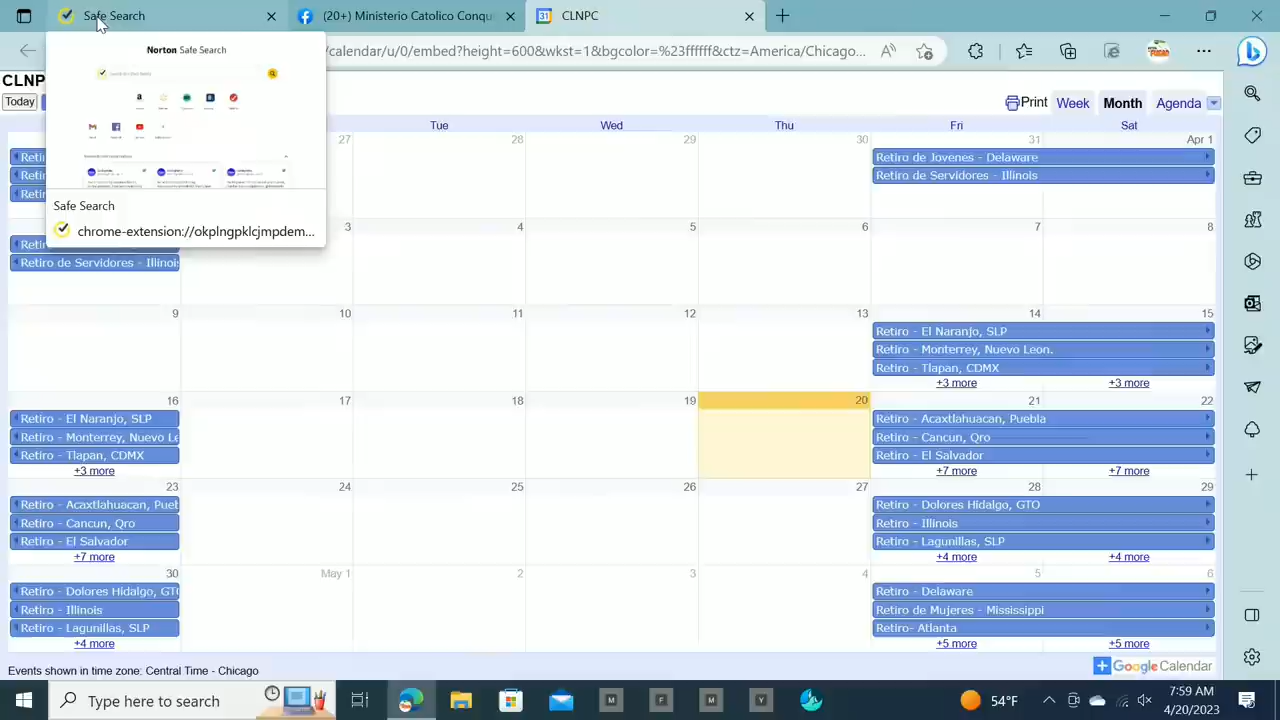 Safe Search
(20+) Ministerio Catolico Conqu
CLNPC
/calendar/u/0/embed?height=600&wkst=1&bgcolor=%23ffffff&ctz=America/Chicago...
Norton Safe Search
Safe Search
chrome-extension://okplngpklcjmpdem...
CLNP
Today
Print Week Month Agenda
Tue Wed Thu Fri Sat
27 28 29 30 31 Apr 1
Retir
Retiro de Jovenes - Delaware
Retiro de Servidores - Illinois
3 4 5 6 7 8
Retiro de Servidores - Illinois
9 10 11 12 13 14 15
Retiro - El Naranjo, SLP
Retiro - Monterrey, Nuevo Leon.
Retiro - Tlapan, CDMX
+3 more +3 more
16 17 18 19 20 21 22
Retiro - El Naranjo, SLP Retiro - Acaxtlahuacan, Puebla
Retiro - Monterrey, Nuevo Le Retiro - Cancun, Qro
Retiro - Tlapan, CDMX Retiro - El Salvador
+3 more +7 more +7 more
23 24 25 26 27 28 29
Retiro - Acaxtlahuacan, Puet Retiro - Dolores Hidalgo, GTO
Retiro - Cancun, Qro Retiro - Illinois
Retiro - El Salvador Retiro - Lagunillas, SLP
+7 more +4 more +4 more
30 May 1 2 3 4 5 6
Retiro - Dolores Hidalgo, GT Retiro - Delaware
Retiro - Illinois Retiro de Mujeres - Mississippi
Retiro - Lagunillas, SLP Retiro- Atlanta
+4 more +5 more +5 more
Events shown in time zone: Central Time - Chicago
Google Calendar
Type here to search
M F M Y
54°F
7:59 AM
4/20/2023